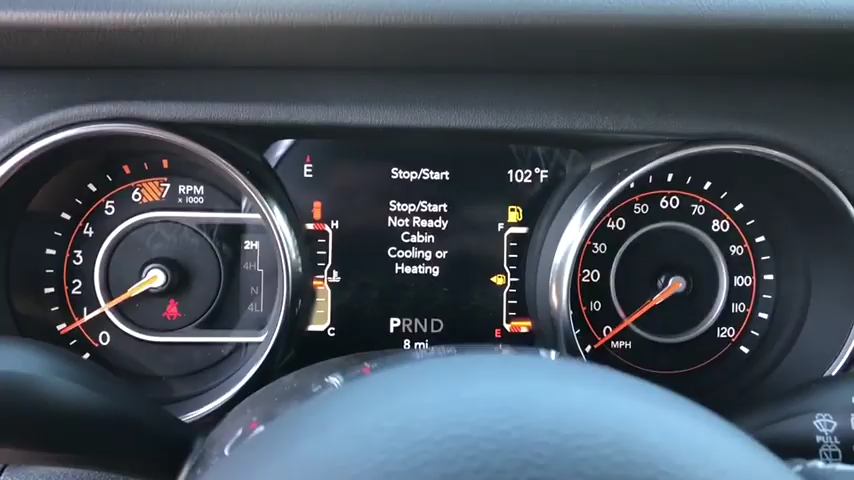 RPM
x 1000
0
1
2
3
4
5
6
7
2H
4H
N
4L
E
Stop/Start
102°F
Stop/Start
Not Ready
Cabin
Cooling or
Heating
H
C
F
E
PRND
8 mi
0
10
20
30
40
50
60
70
80
90
100
110
120
MPH
PULL